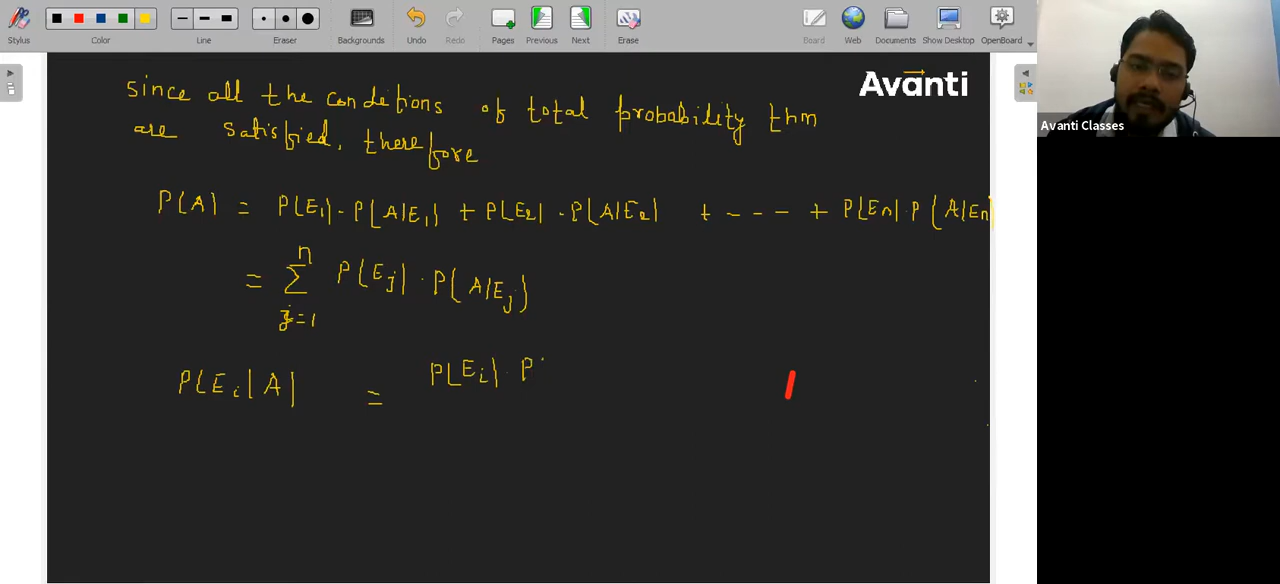 Stylus Color Line Eraser Backgrounds Undo Redo Pages Previous Next Erase Board Web Documents Show Desktop OpenBoard
Avanti
Avanti Classes
since all the conditions of total probability thm
are satisfied, therefore
P(A) = P(E1) · P(A|E1) + P(E2) · P(A|E2) + - - - + P(En) · P(A|En)
= n∑j=1 P(Ej) · P(A|Ej)
P(Ei|A) = P(Ei) · P